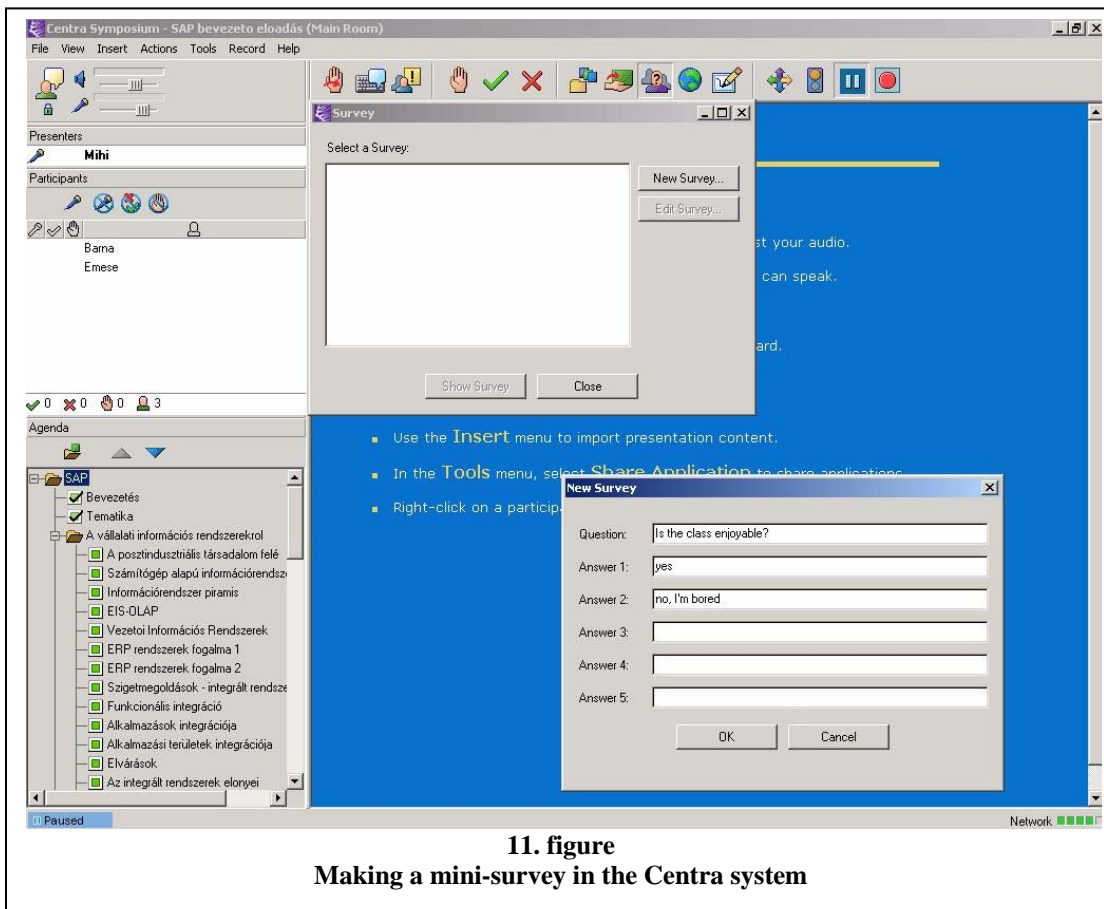 Centra Symposium - SAP bevezeto eloadás (Main Room)
File View Insert Actions Tools Record Help
Presenters
Mihi
Participants
Barna
Emese
0 0 0 3
Agenda
SAP
Bevezetés
Tematika
A vállalati információs rendszerekrol
A posztindusztriális társadalom felé
Számítógép alapú információrendsz
Információrendszer piramis
EIS-OLAP
Vezetoi Információs Rendszerek
ERP rendszerek fogalma 1
ERP rendszerek fogalma 2
Szigetmegoldások - integrált rendsze
Funkcionális integráció
Alkalmazások integrációja
Alkalmazási területek integrációja
Elvárások
Az integrált rendszerek elonyei
Paused
Survey
Select a Survey:
New Survey...
Edit Survey...
Show Survey Close
st your audio.
can speak.
ard.
Use the Insert menu to import presentation content.
In the Tools menu, select Share Application to share applications
Right-click on a particip
New Survey
Question: Is the class enjoyable?
Answer 1: yes
Answer 2: no, I'm bored
Answer 3:
Answer 4:
Answer 5:
OK Cancel
Network
11. figure
Making a mini-survey in the Centra system